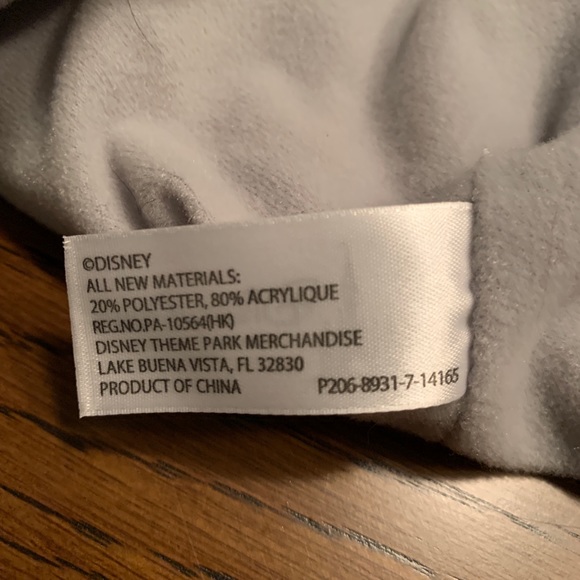 ©DISNEY
ALL NEW MATERIALS:
20% POLYESTER, 80% ACRYLIQUE
REG.NO.PA-10564(HK)
DISNEY THEME PARK MERCHANDISE
LAKE BUENA VISTA, FL 32830
PRODUCT OF CHINA P206-8931-7-14165